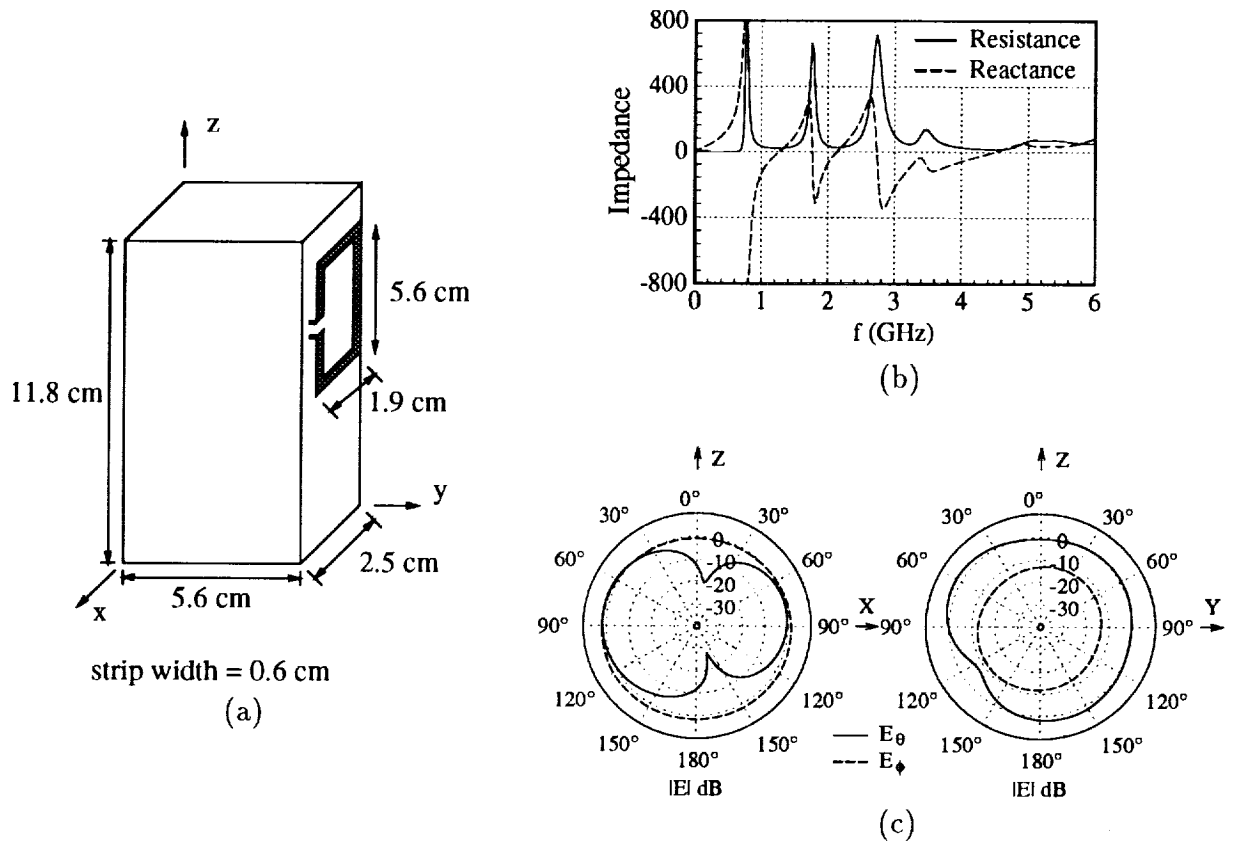 z
5.6 cm
11.8 cm
1.9 cm
y
2.5 cm
5.6 cm
x
strip width = 0.6 cm
(a)
800
400
0
-400
-800
Impedance
Resistance
Reactance
0 1 2 3 4 5 6
f (GHz)
(b)
Z
0°
30° 30°
60° 60°
90° 90°
120° 120°
150° 150°
180°
0
-10
-20
-30
X
|E| dB
Z
0°
30° 30°
60° 60°
90° 90°
120° 120°
150° 150°
180°
0
-10
-20
-30
Y
|E| dB
Eθ
Eϕ
(c)